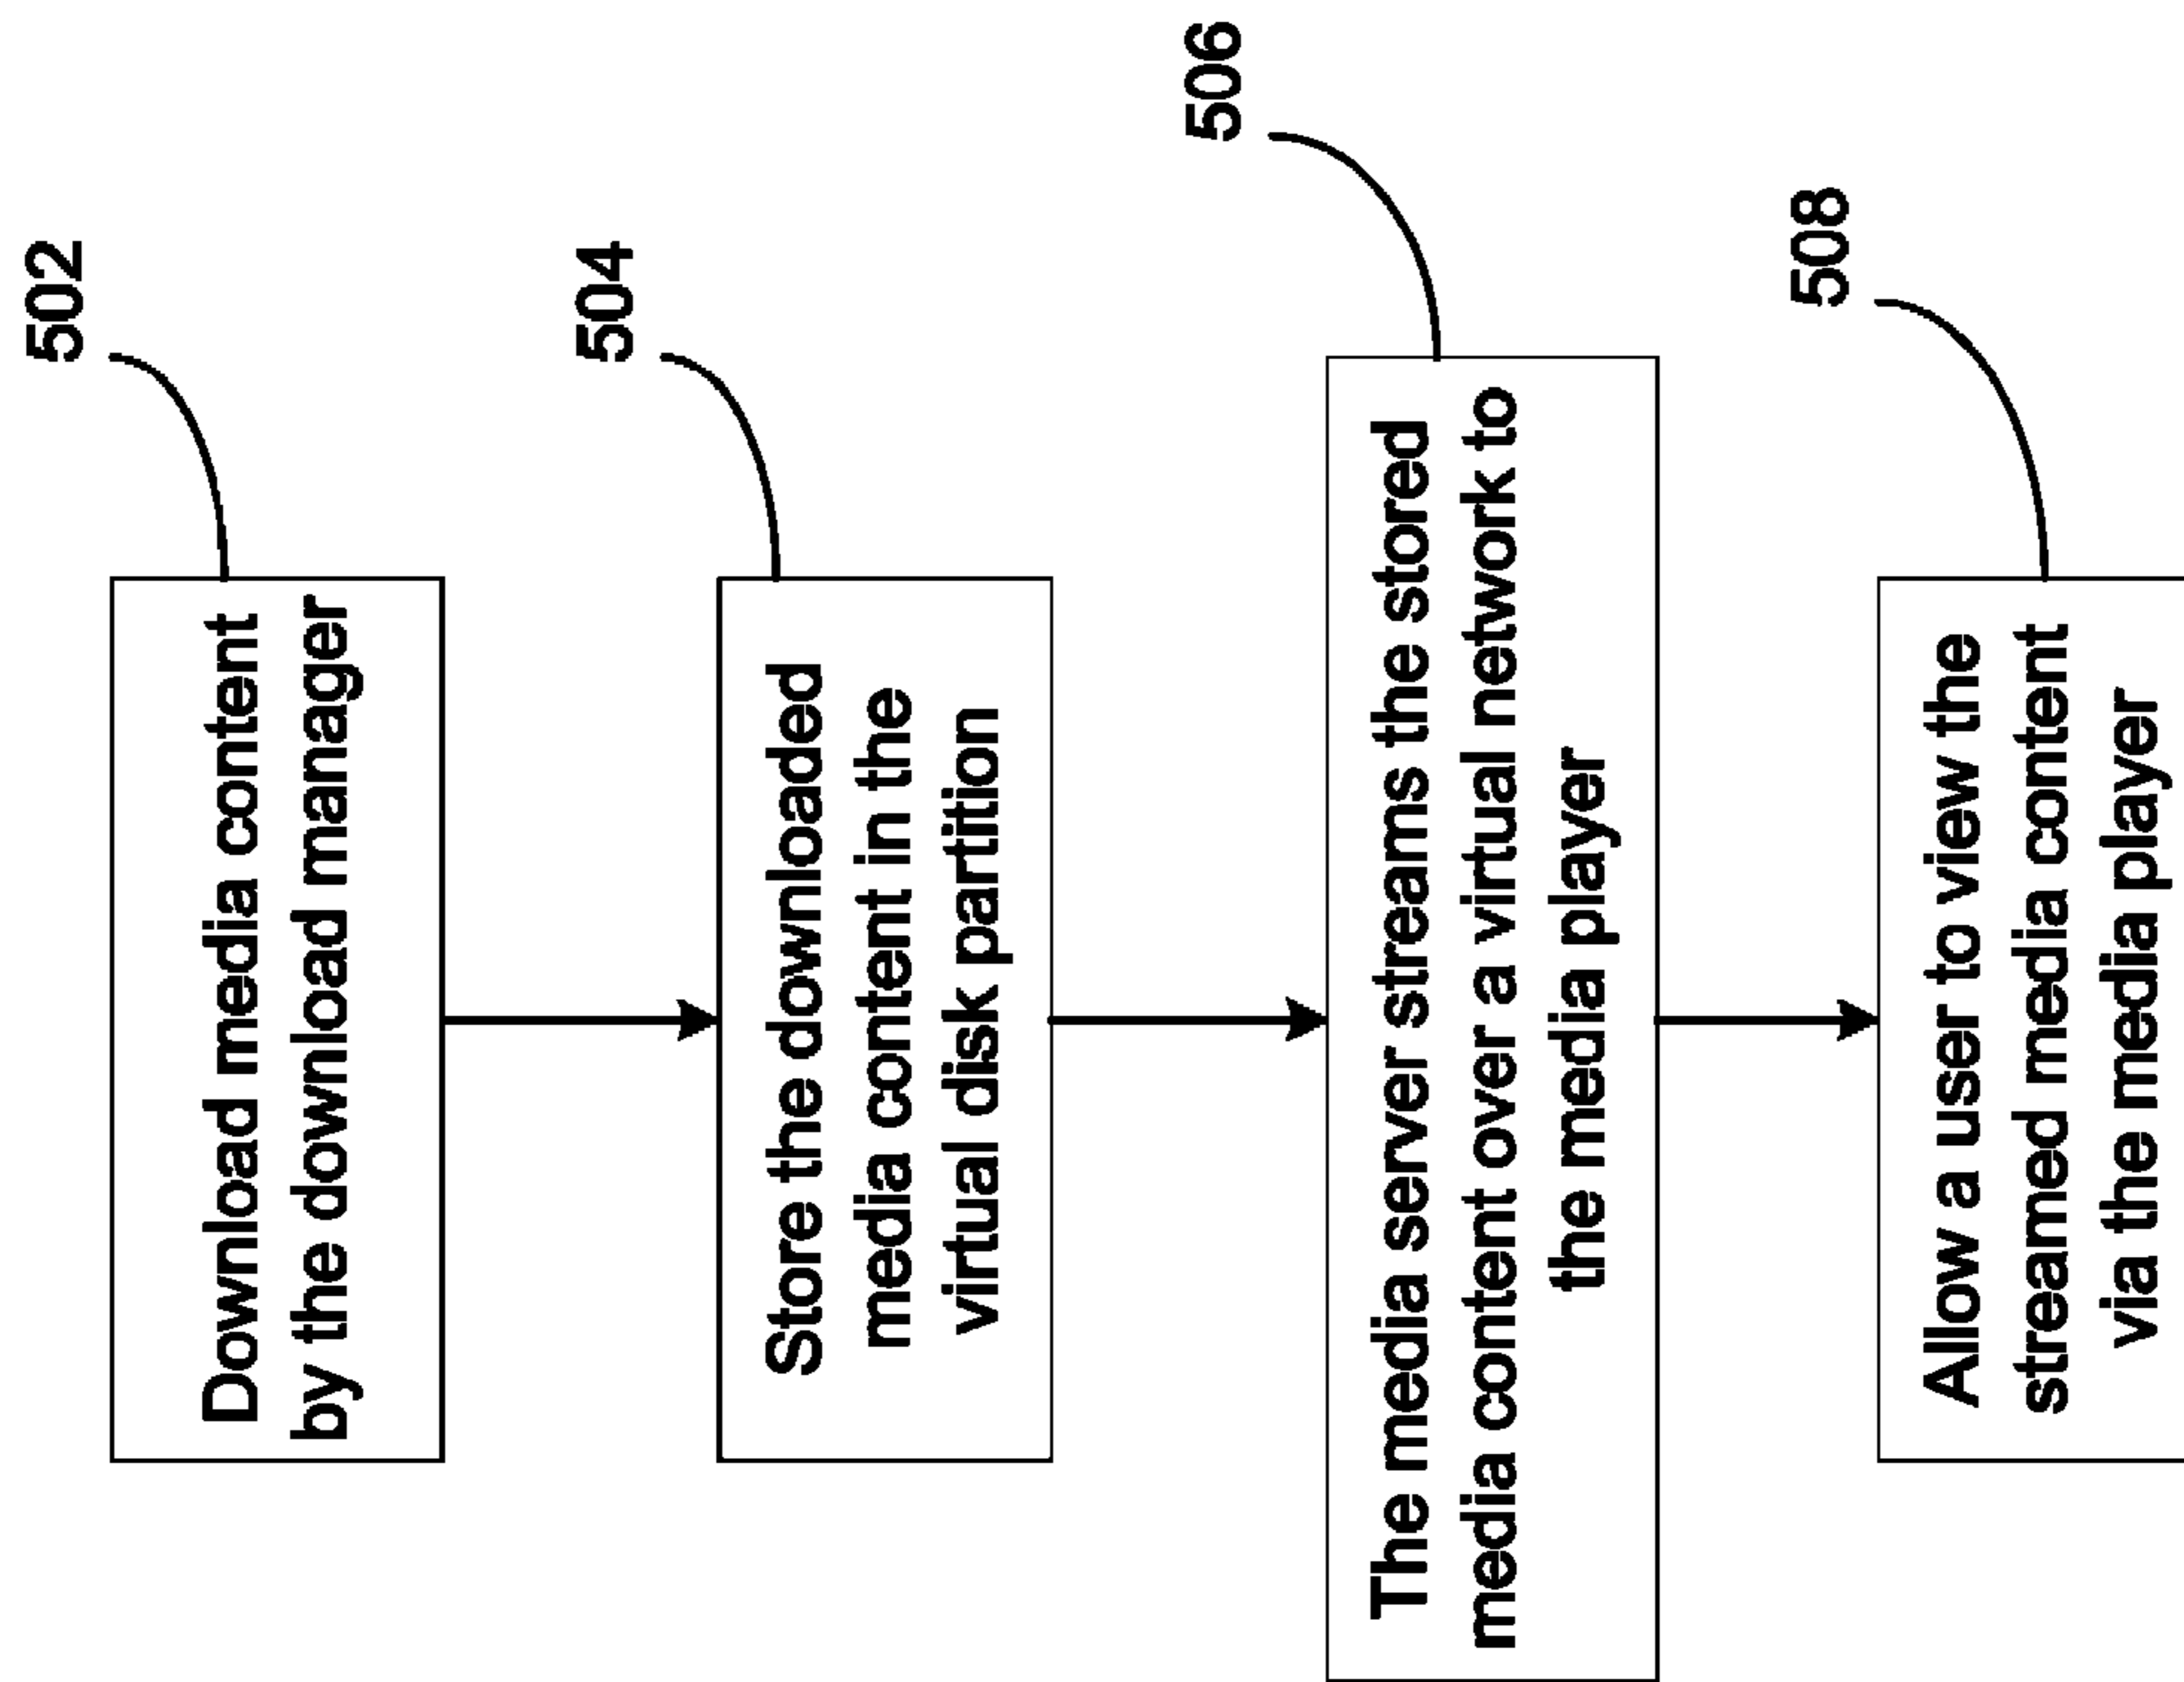 502
Download media content
by the download manager
504
Store the downloaded
media content in the
virtual disk partition
506
The media server streams the stored
media content over a virtual network to
the media player
508
Allow a user to view the
streamed media content
via the media player